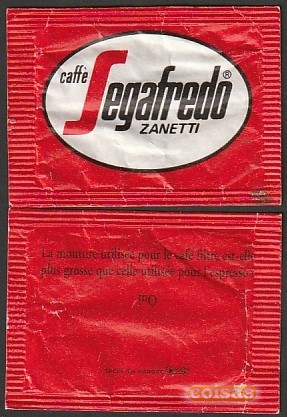 caffè
Segafredo®
ZANETTI
La mouture utilisée pour le café filtre est-elle
plus grosse que celle utilisée pour l'espresso?
coisas